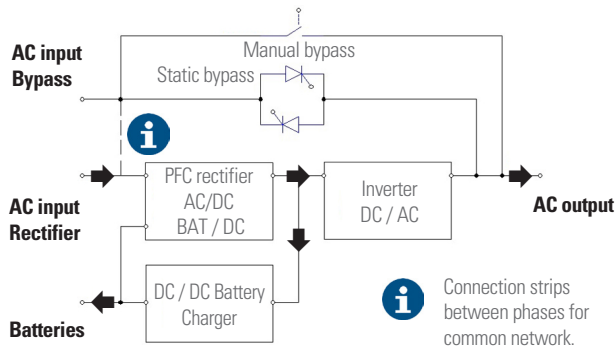 AC input
Bypass
Manual bypass
Static bypass
i
AC input
Rectifier
PFC rectifier
AC/DC
BAT / DC
Inverter
DC / AC
AC output
DC / DC Battery
Charger
Batteries
i
Connection strips
between phases for
common network.